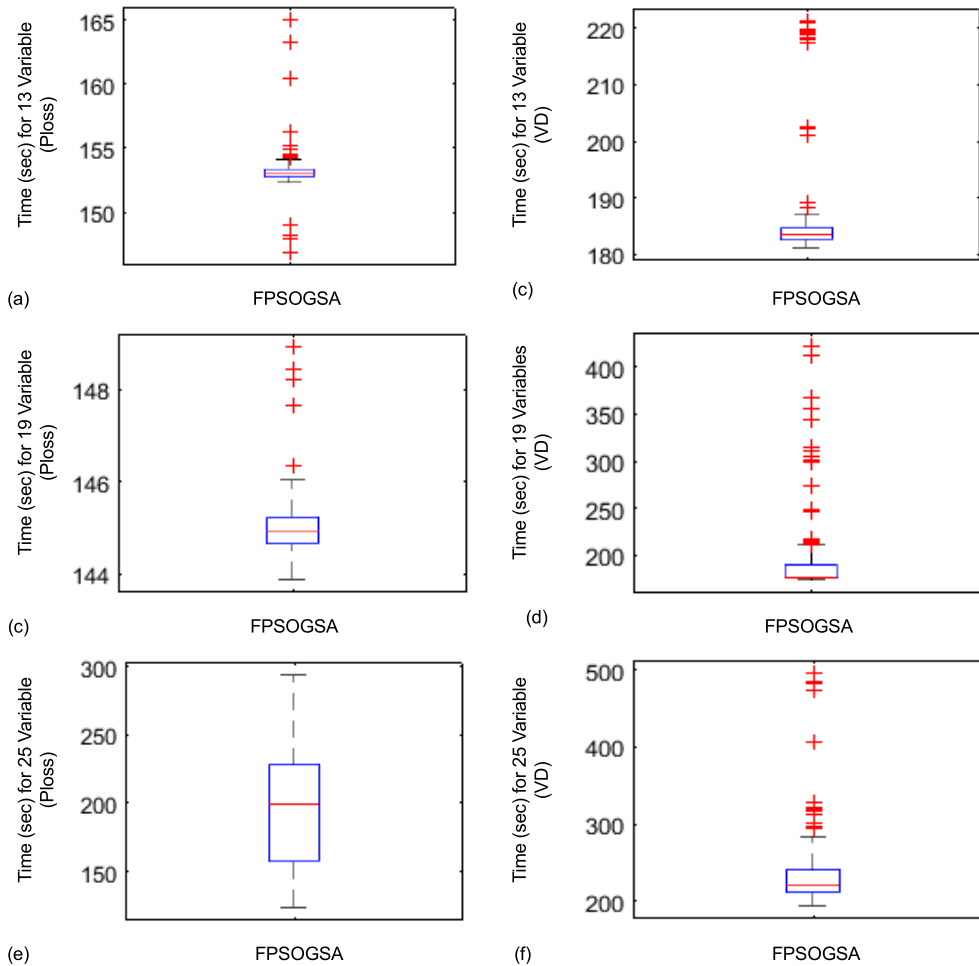 Time (sec) for 13 Variable
(Ploss)
165
160
155
150
FPSOGSA
(a)
Time (sec) for 13 Variable
(VD)
220
210
200
190
180
FPSOGSA
(c)
Time (sec) for 19 Variable
(Ploss)
148
146
144
FPSOGSA
(c)
Time (sec) for 19 Variables
(VD)
400
350
300
250
200
FPSOGSA
(d)
Time (sec) for 25 Variable
(Ploss)
300
250
200
150
FPSOGSA
(e)
Time (sec) for 25 Variable
(VD)
500
400
300
200
FPSOGSA
(f)